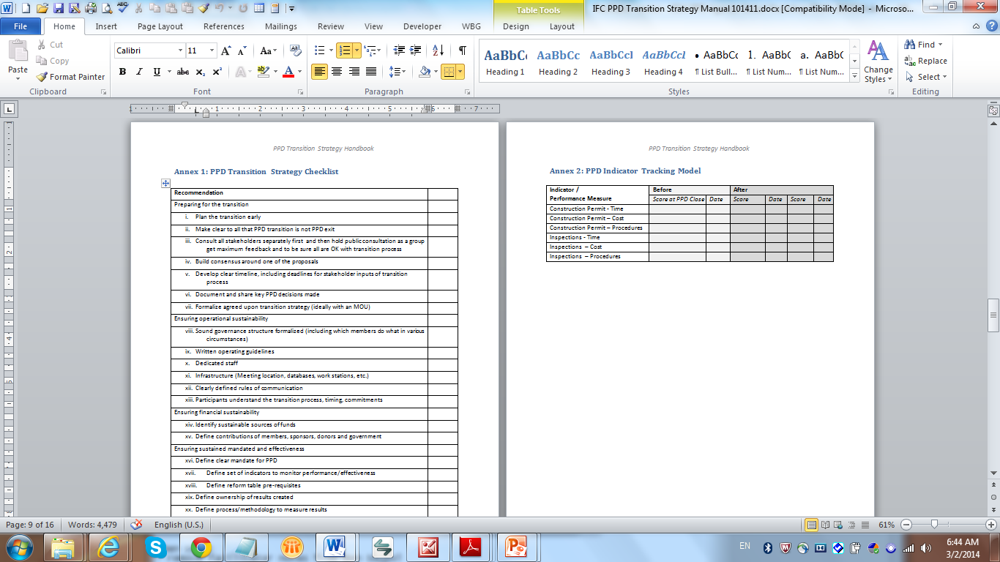 Table Tools
IFC PPD Transition Strategy Manual 101411.docx [Compatibility Mode] - Microso...
File Home Insert Page Layout References Mailings Review View Developer WBG Design Layout
Paste
Cut
Copy
Format Painter
Clipboard
Calibri 11
Font
Paragraph
AaBbCc AaBbCc AaBbCcI AaBbCcI AaBbCc 1. AaBb( a. AaBb(
Heading 1 Heading 2 Heading 3 Heading 4 ¶ List Bull... ¶ List Num... ¶ List Num...
Styles
Change
Styles
Find
Replace
Select
Editing
1 1 2 3 4 5 6 7
PPD Transition Strategy Handbook
Annex 1: PPD Transition Strategy Checklist
Recommendation
Preparing for the transition
i. Plan the transition early
ii. Make clear to all that PPD transition is not PPD exit
iii. Consult all stakeholders separately first and then hold public consultation as a group
get maximum feedback and to be sure all are OK with transition process
iv. Build consensus around one of the proposals
v. Develop clear timeline, including deadlines for stakeholder inputs of transition
process
vi. Document and share key PPD decisions made
vii. Formalize agreed upon transition strategy (ideally with an MOU)
Ensuring operational sustainability
viii. Sound governance structure formalized (including which members do what in various
circumstances)
ix. Written operating guidelines
x. Dedicated staff
xi. Infrastructure (Meeting location, databases, work stations, etc.)
xii. Clearly defined rules of communication
xiii. Participants understand the transition process, timing, commitments
Ensuring financial sustainability
xiv. Identify sustainable sources of funds
xv. Define contributions of members, sponsors, donors and government
Ensuring sustained mandated and effectiveness
xvi. Define clear mandate for PPD
xvii. Define set of indicators to monitor performance/effectiveness
xviii. Define reform table pre-requisites
xix. Define ownership of results created
xx. Define process/methodology to measure results
PPD Transition Strategy Handbook
Annex 2: PPD Indicator Tracking Model
Indicator / Before After
Performance Measure Score at PPD Close Date Score Date Score Date
Construction Permit - Time
Construction Permit – Cost
Construction Permit – Procedures
Inspections - Time
Inspections – Cost
Inspections – Procedures
Page: 9 of 16 Words: 4,479 English (U.S.) 61%
EN 6:44 AM
3/2/2014